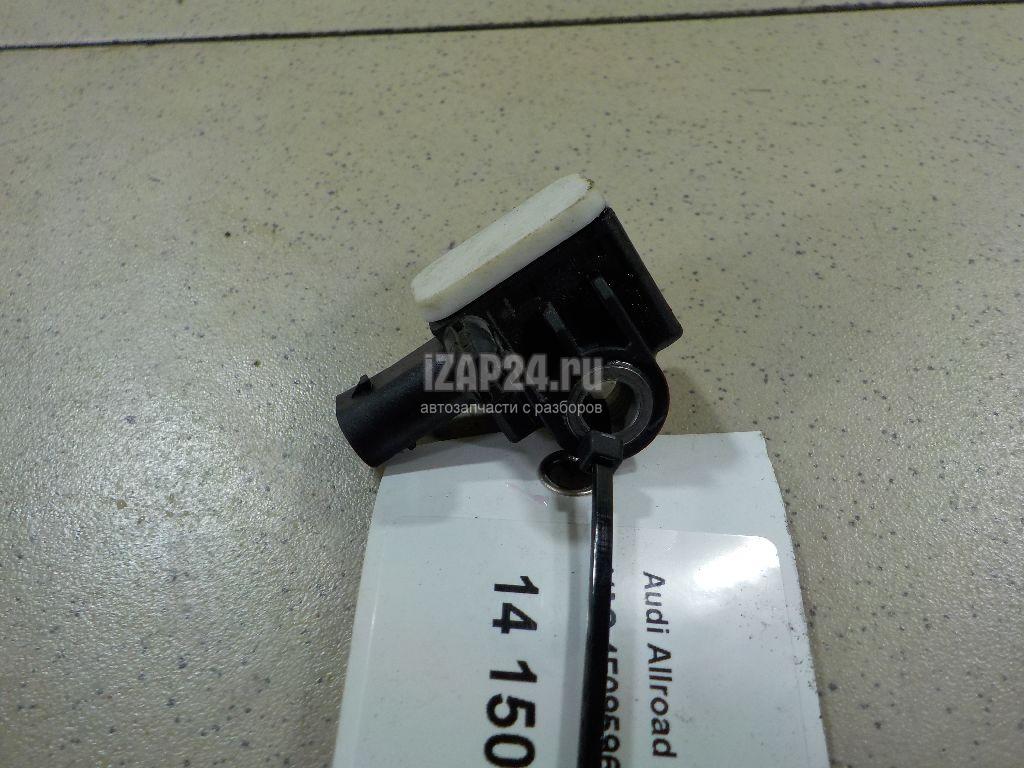 iZAP24.ru
автозапчасти с разборов
Audi Allroad
14 150